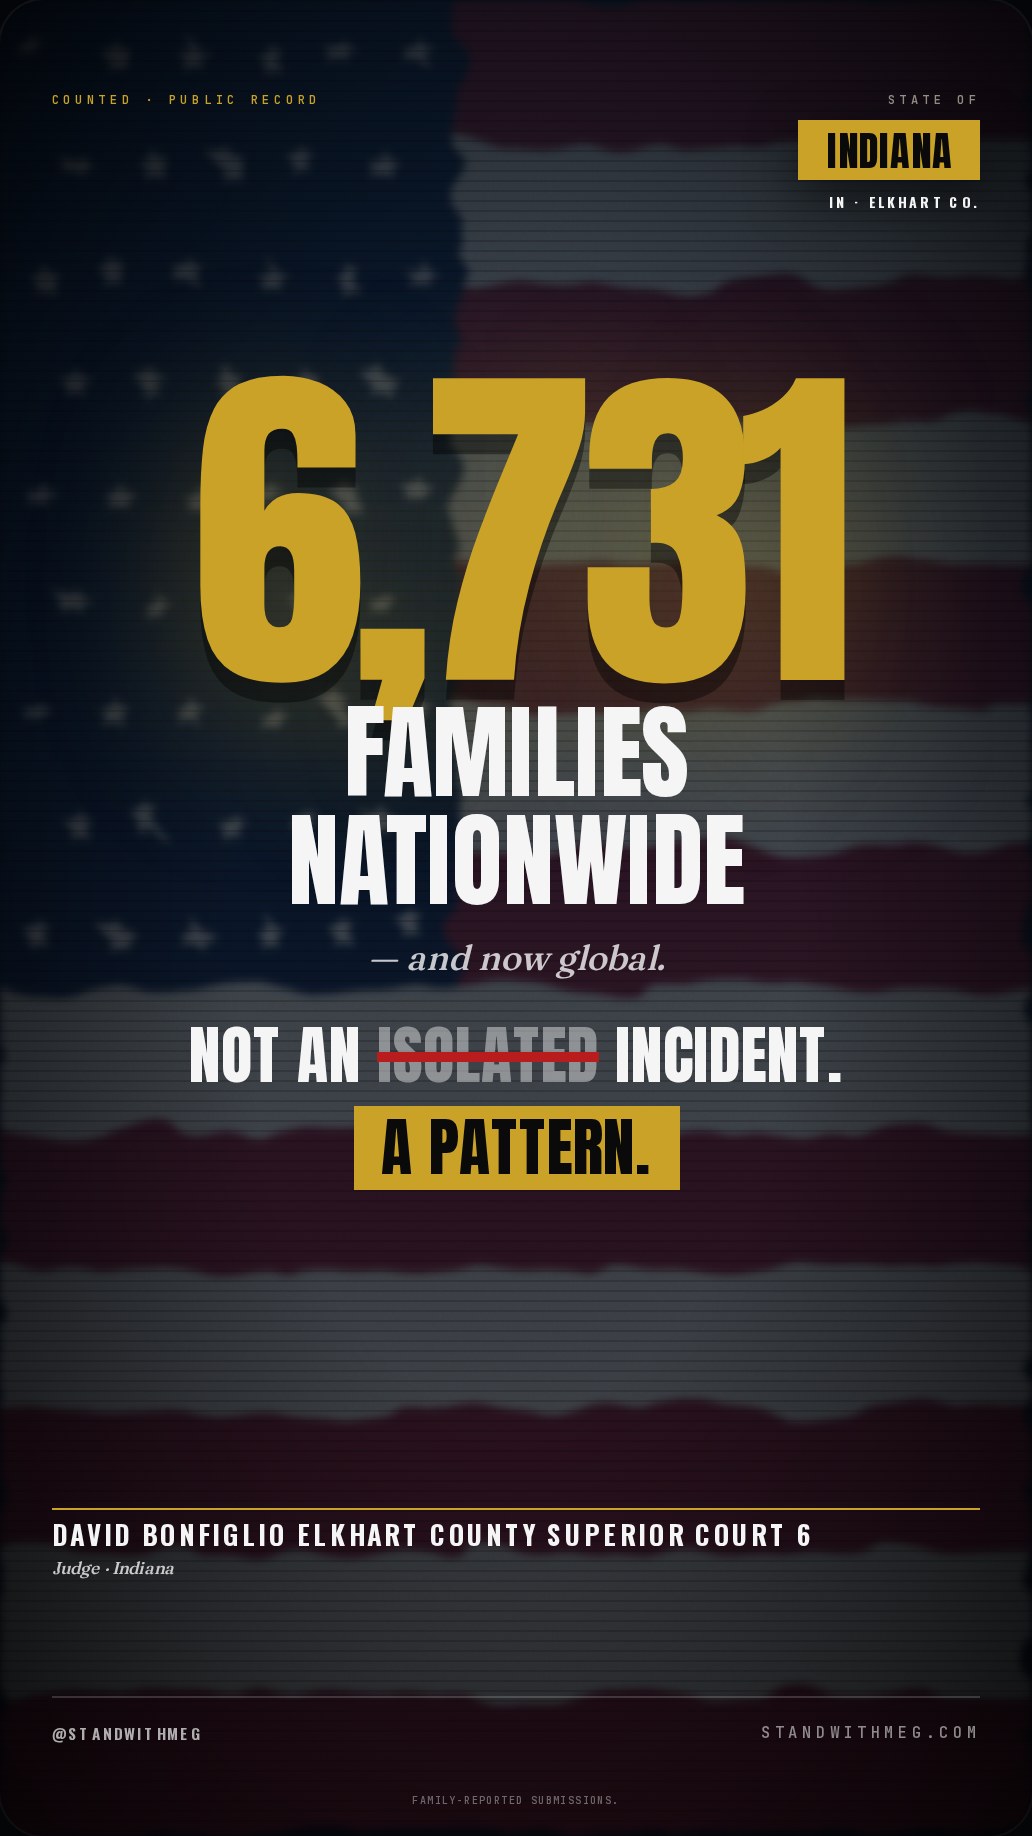 COUNTED · PUBLIC RECORD
STATE OF
INDIANA
IN · ELKHART CO.
6,731
FAMILIES
NATIONWIDE
— and now global.
NOT AN ISOLATED INCIDENT.
A PATTERN.
DAVID BONFIGLIO ELKHART COUNTY SUPERIOR COURT 6
Judge · Indiana
@STANDWITHMEG
STANDWITHMEG.COM
FAMILY-REPORTED SUBMISSIONS.